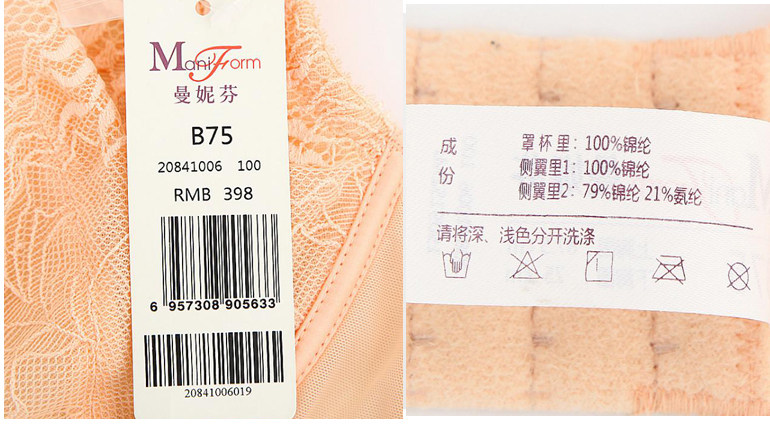 ManiForm
曼妮芬
B75
20841006 100
RMB 398
6 957308 905633
20841006019
成份
罩杯里：100%锦纶
侧翼里1：100%锦纶
侧翼里2：79%锦纶 21%氨纶
请将深、浅色分开洗涤